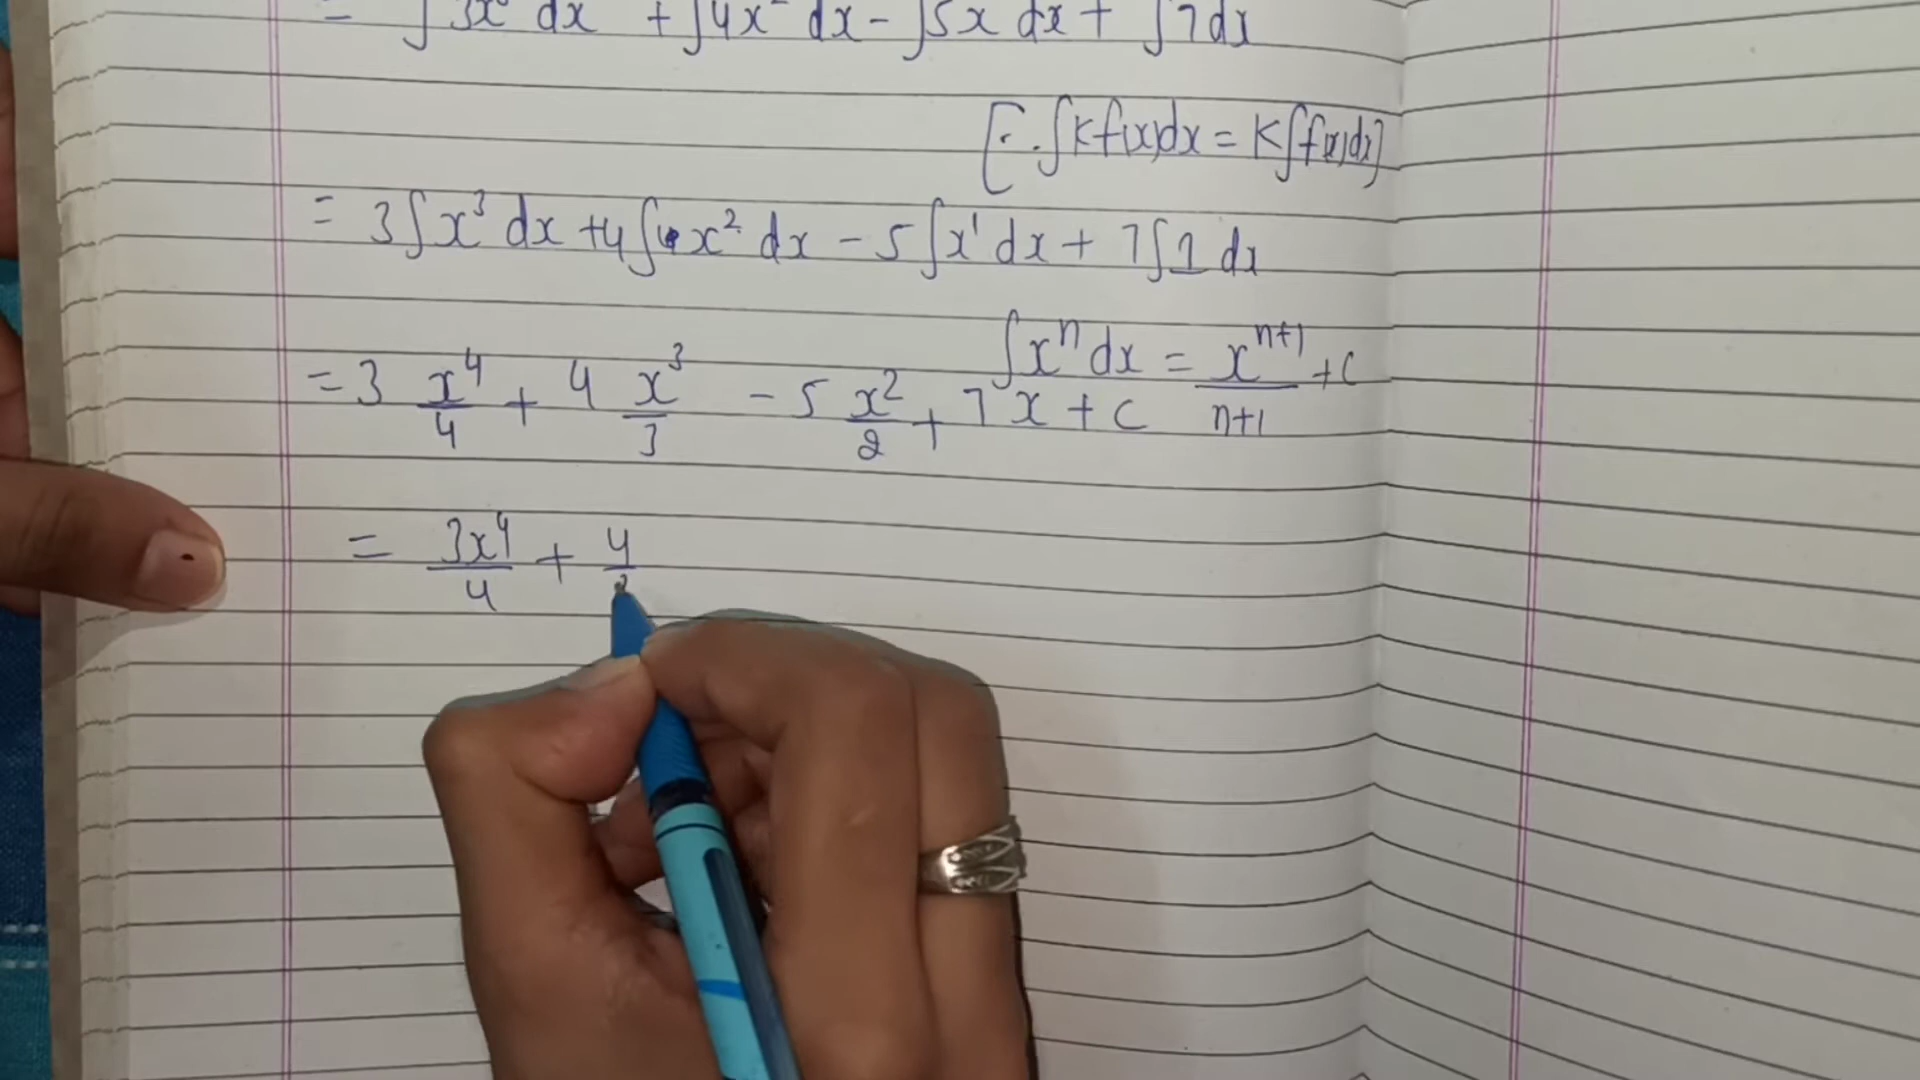 = ∫3x³ dx + ∫4x² dx - ∫5x dx + ∫7dx
[∵ ∫Kf(x)dx = K∫f(x)dx]
= 3∫x³ dx + 4∫x² dx - 5∫x¹ dx + 7∫1 dx
∫xⁿ dx = xⁿ⁺¹/n+1 + c
= 3 x⁴/4 + 4 x³/3 - 5 x²/2 + 7x + c
= 3x⁴/4 + 4/